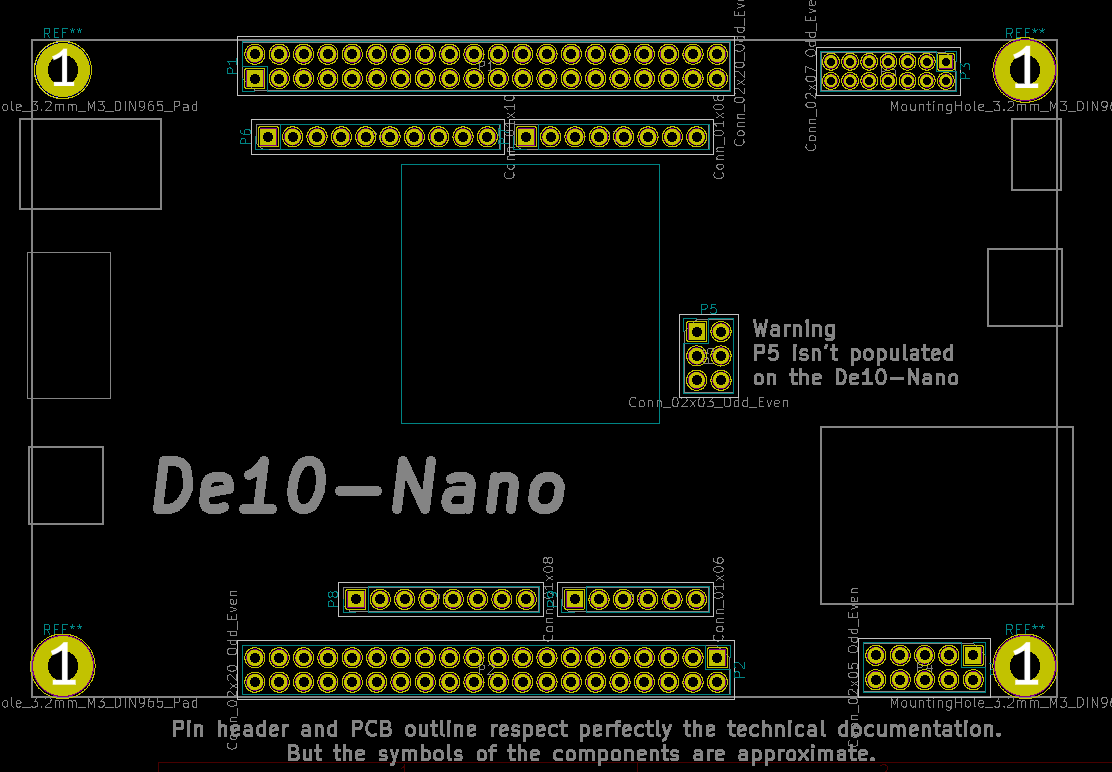 REF**
REF**
1
1
P1
P3
ole_3.2mm_M3_DIN965_Pad
MountingHole_3.2mm_M3_DIN96
Conn_02x20_Odd_Eve
Conn_02x07_Odd_Even
P6
Conn_01x10
Conn_01x08
P5
Warning
P5 isn't populated
on the De10-Nano
Conn_02x03_Odd_Even
De10-Nano
P8
Conn_01x08
Conn_01x06
Conn_02x20_Odd_Even
Conn_02x05_Odd_Even
REF**
REF**
1
1
P2
ole_3.2mm_M3_DIN965_Pad
MountingHole_3.2mm_M3_DIN96
Pin header and PCB outline respect perfectly the technical documentation.
But the symbols of the components are approximate.